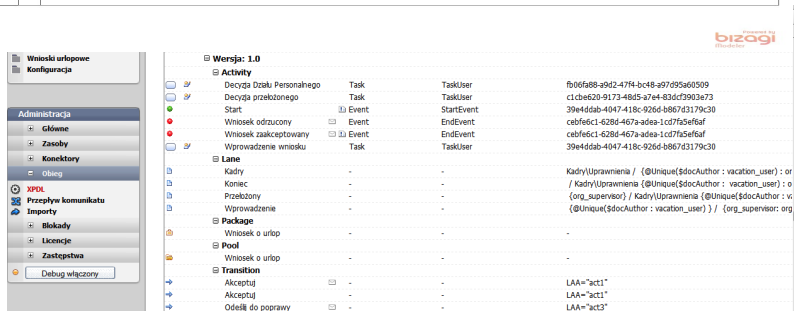 Powered by
bizagi
Modeler
Wnioski urlopowe
Konfiguracja
Administracja
Główne
Zasoby
Konektory
Obieg
XPDL
Przepływ komunikatu
Importy
Blokady
Licencje
Zastępstwa
Debug włączony
Wersja: 1.0
Activity
Decyzja Działu Personalnego Task TaskUser fb06fa88-a9d2-47f4-bc48-a97d95a60509
Decyzja przełożonego Task TaskUser c1cbe620-9173-48d5-a7e4-83dcf3903e73
Start Event StartEvent 39e4ddab-4047-418c-926d-b867d3179c30
Wniosek odrzucony Event EndEvent cebfe6c1-628d-467a-adea-1cd7fa5ef6af
Wniosek zaakceptowany Event EndEvent cebfe6c1-628d-467a-adea-1cd7fa5ef6af
Wprowadzenie wniosku Task TaskUser 39e4ddab-4047-418c-926d-b867d3179c30
Lane
Kadry - - Kadry\Uprawnienia / {@Unique($docAuthor : vacation_user) : or
Koniec - - / Kadry\Uprawnienia {@Unique($docAuthor : vacation_user) : o
Przełożony - - {org_supervisor} / Kadry\Uprawnienia {@Unique($docAuthor : va
Wprowadzenie - - {@Unique($docAuthor : vacation_user) } / {org_supervisor: org
Package
Wniosek o urlop - - -
Pool
Wniosek o urlop - - -
Transition
Akceptuj - - LAA="act1"
Akceptuj - - LAA="act1"
Odeślij do poprawy - - LAA="act3"